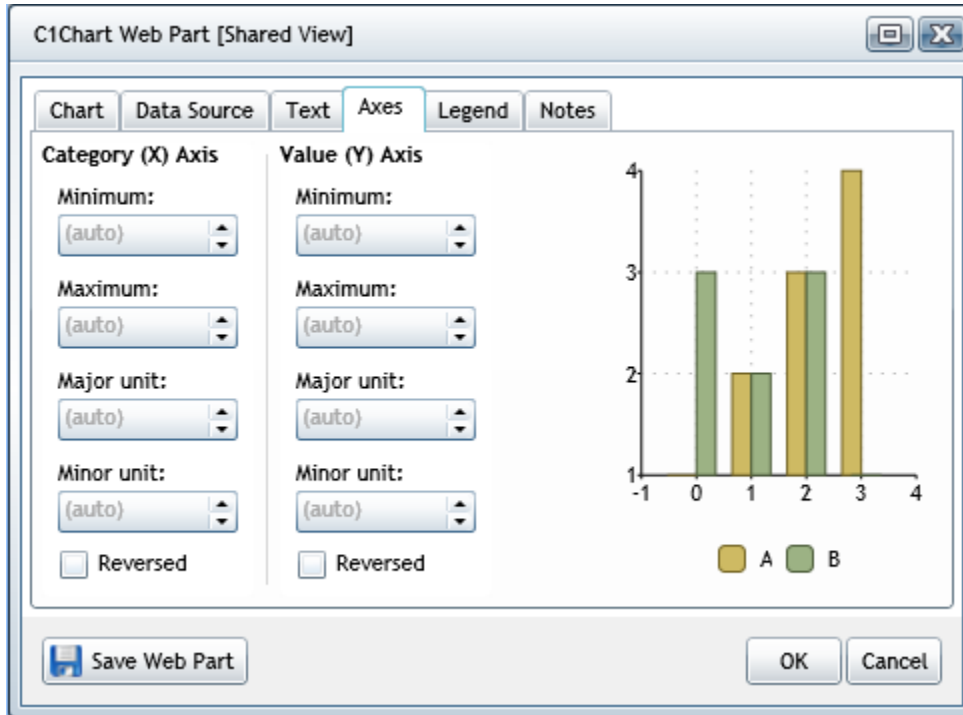 C1Chart Web Part [Shared View]
Chart
Data Source
Text
Axes
Legend
Notes
Category (X) Axis
Minimum:
(auto)
Maximum:
(auto)
Major unit:
(auto)
Minor unit:
(auto)
Reversed
Value (Y) Axis
Minimum:
(auto)
Maximum:
(auto)
Major unit:
(auto)
Minor unit:
(auto)
Reversed
4
3
2
1
-1 0 1 2 3 4
A B
Save Web Part
OK
Cancel